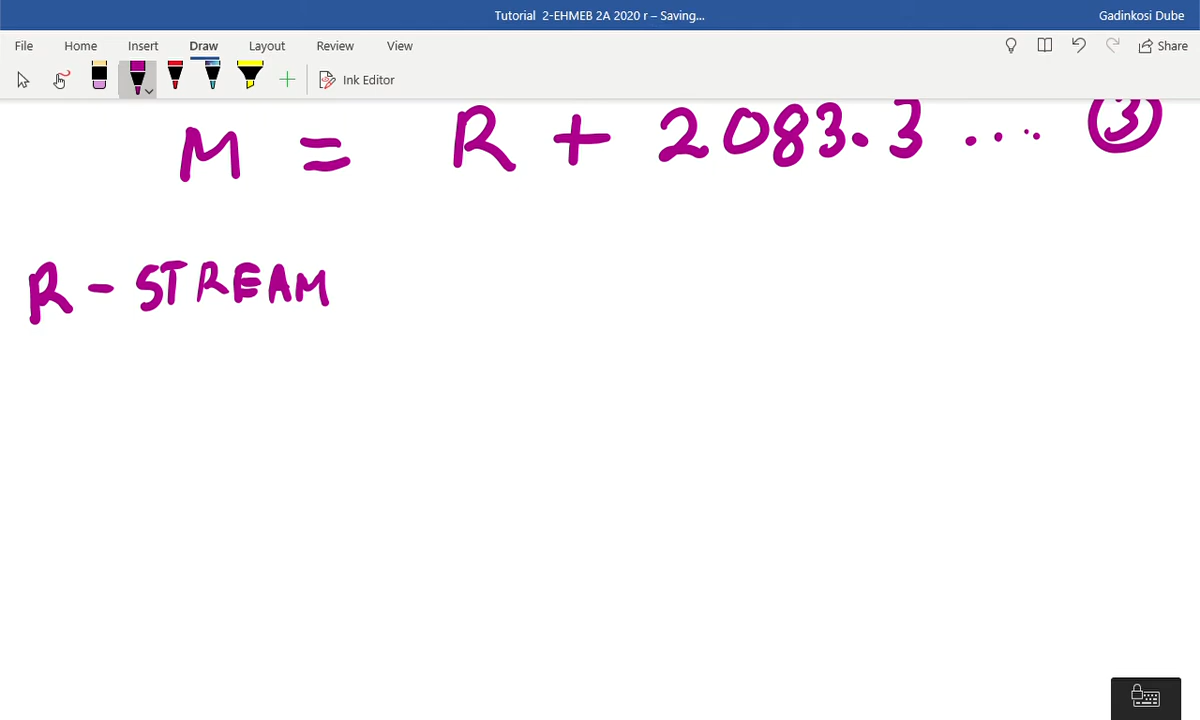 Tutorial 2-EHMEB 2A 2020 r – Saving...
Gadinkosi Dube
File Home Insert Draw Layout Review View
Share
Ink Editor
M = R + 2083.3 .... ③
R - STREAM